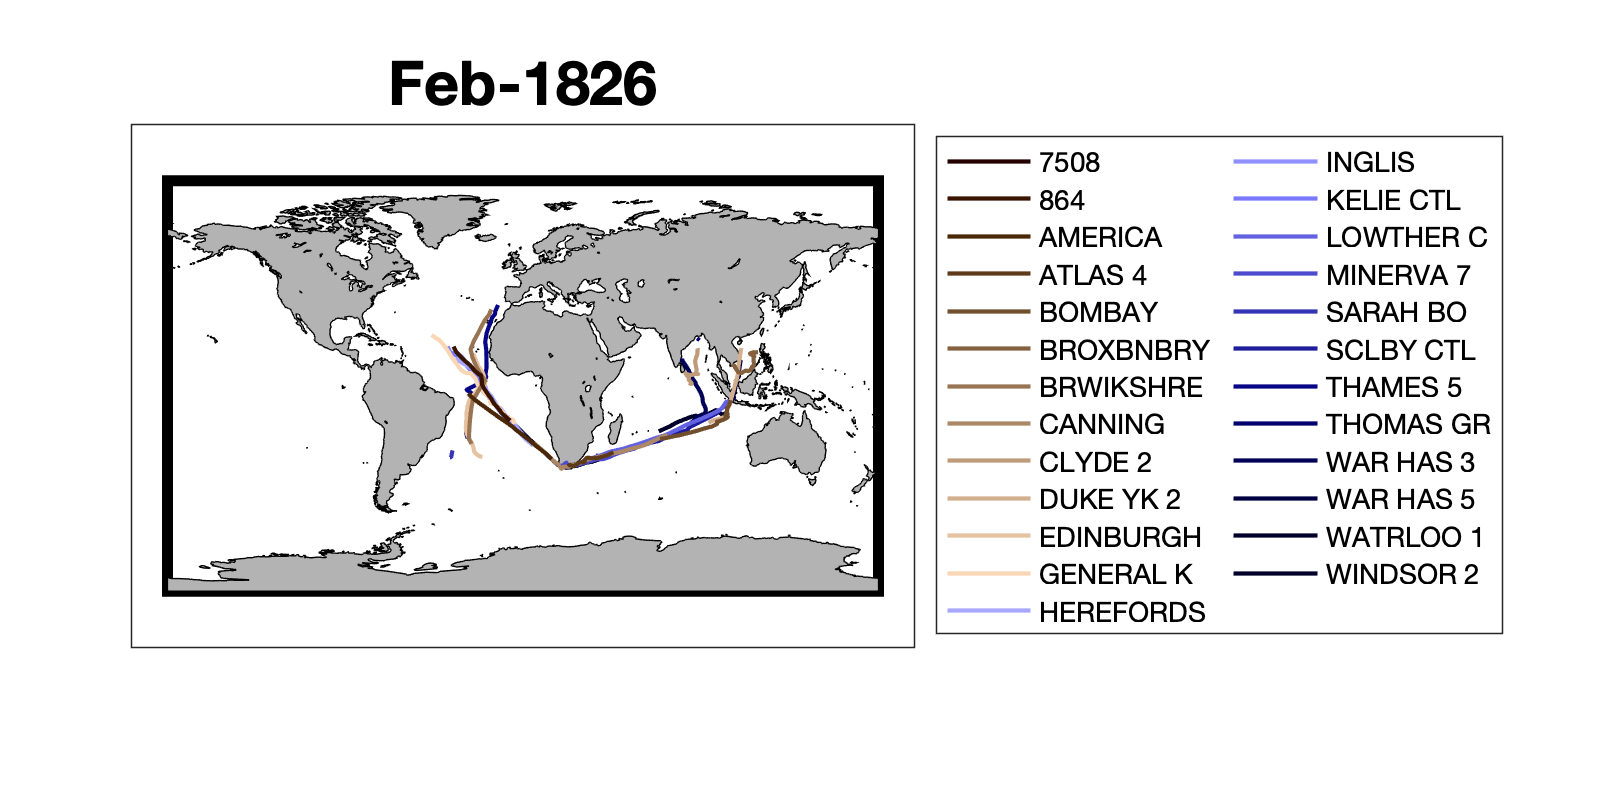 Feb-1826
7508
864
AMERICA
ATLAS 4
BOMBAY
BROXBNBRY
BRWIKSHRE
CANNING
CLYDE 2
DUKE YK 2
EDINBURGH
GENERAL K
HEREFORDS
INGLIS
KELIE CTL
LOWTHER C
MINERVA 7
SARAH BO
SCLBY CTL
THAMES 5
THOMAS GR
WAR HAS 3
WAR HAS 5
WATRLOO 1
WINDSOR 2